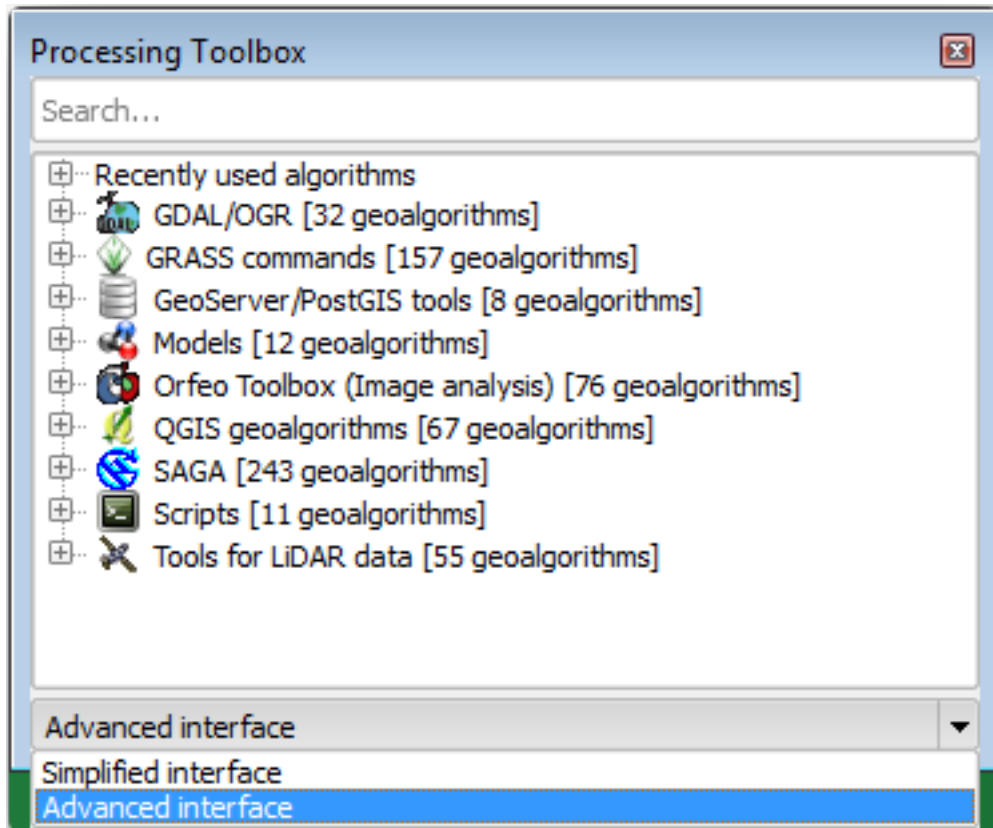 Processing Toolbox
Search...
Recently used algorithms
GDAL/OGR [32 geoalgorithms]
GRASS commands [157 geoalgorithms]
GeoServer/PostGIS tools [8 geoalgorithms]
Models [12 geoalgorithms]
Orfeo Toolbox (Image analysis) [76 geoalgorithms]
QGIS geoalgorithms [67 geoalgorithms]
SAGA [243 geoalgorithms]
Scripts [11 geoalgorithms]
Tools for LiDAR data [55 geoalgorithms]
Advanced interface
Simplified interface
Advanced interface